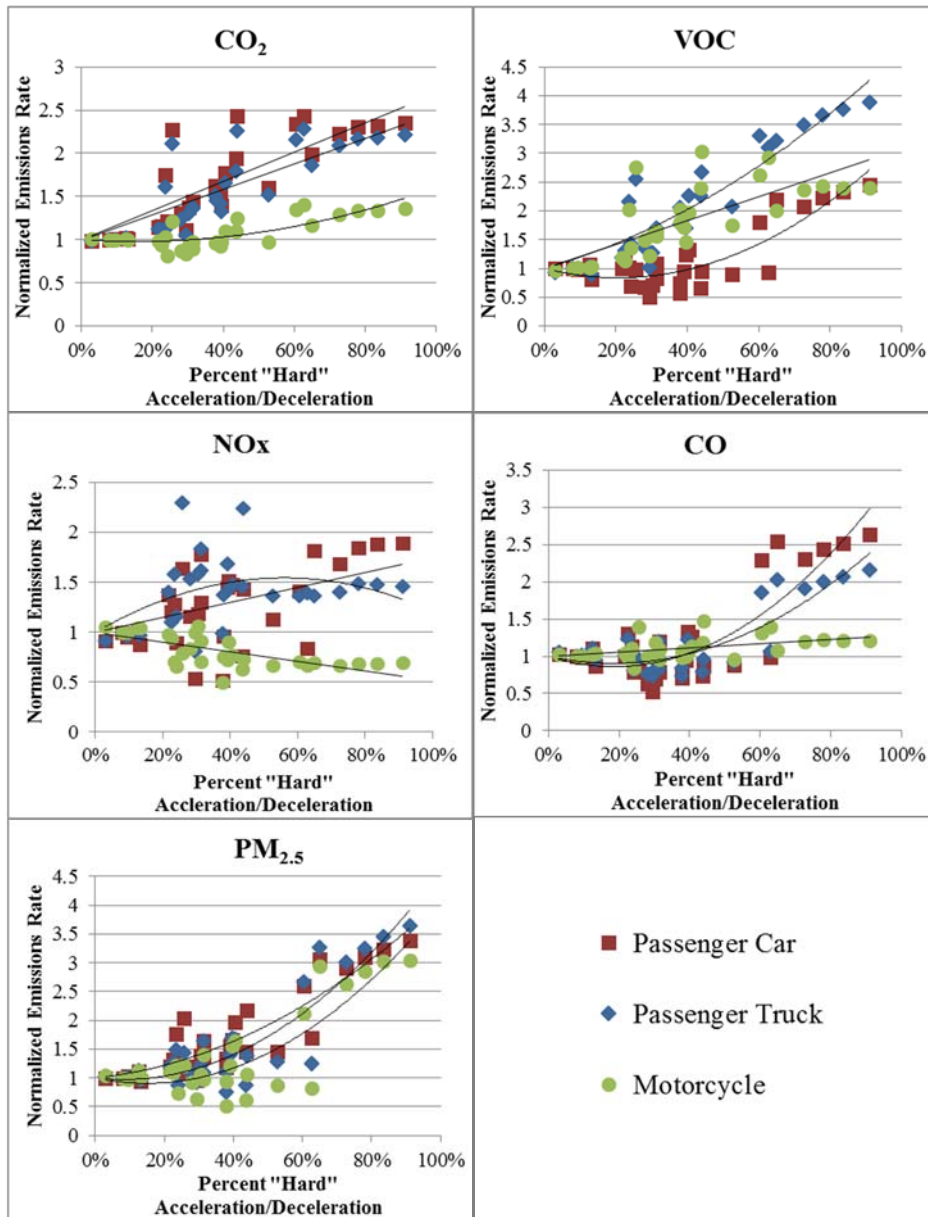 CO2
Normalized Emissions Rate
3
2.5
2
1.5
1
0.5
0
0% 20% 40% 60% 80% 100%
Percent "Hard"
Accleration/Deceleration
VOC
Normalized Emissions Rate
4.5
4
3.5
3
2.5
2
1.5
1
0.5
0
0% 20% 40% 60% 80% 100%
Percent "Hard"
Accleration/Deceleration
NOx
Normalized Emissions Rate
2.5
2
1.5
1
0.5
0
0% 20% 40% 60% 80% 100%
Percent "Hard"
Accleration/Deceleration
CO
Normalized Emissions Rate
3.5
3
2.5
2
1.5
1
0.5
0
0% 20% 40% 60% 80% 100%
Percent "Hard"
Accleration/Deceleration
PM2.5
Normalized Emissions Rate
4.5
4
3.5
3
2.5
2
1.5
1
0.5
0
0% 20% 40% 60% 80% 100%
Percent "Hard"
Accleration/Deceleration
Passenger Car
Passenger Truck
Motorcycle